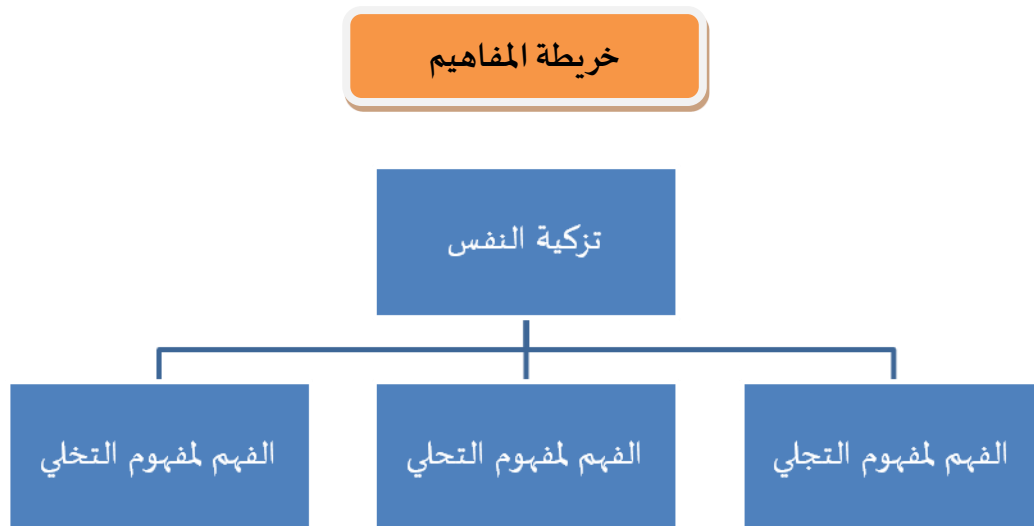 خريطة المفاهيم
تزكية النفس
الفهم لمفهوم التجلي
الفهم لمفهوم التحلي
الفهم لمفهوم التخلي